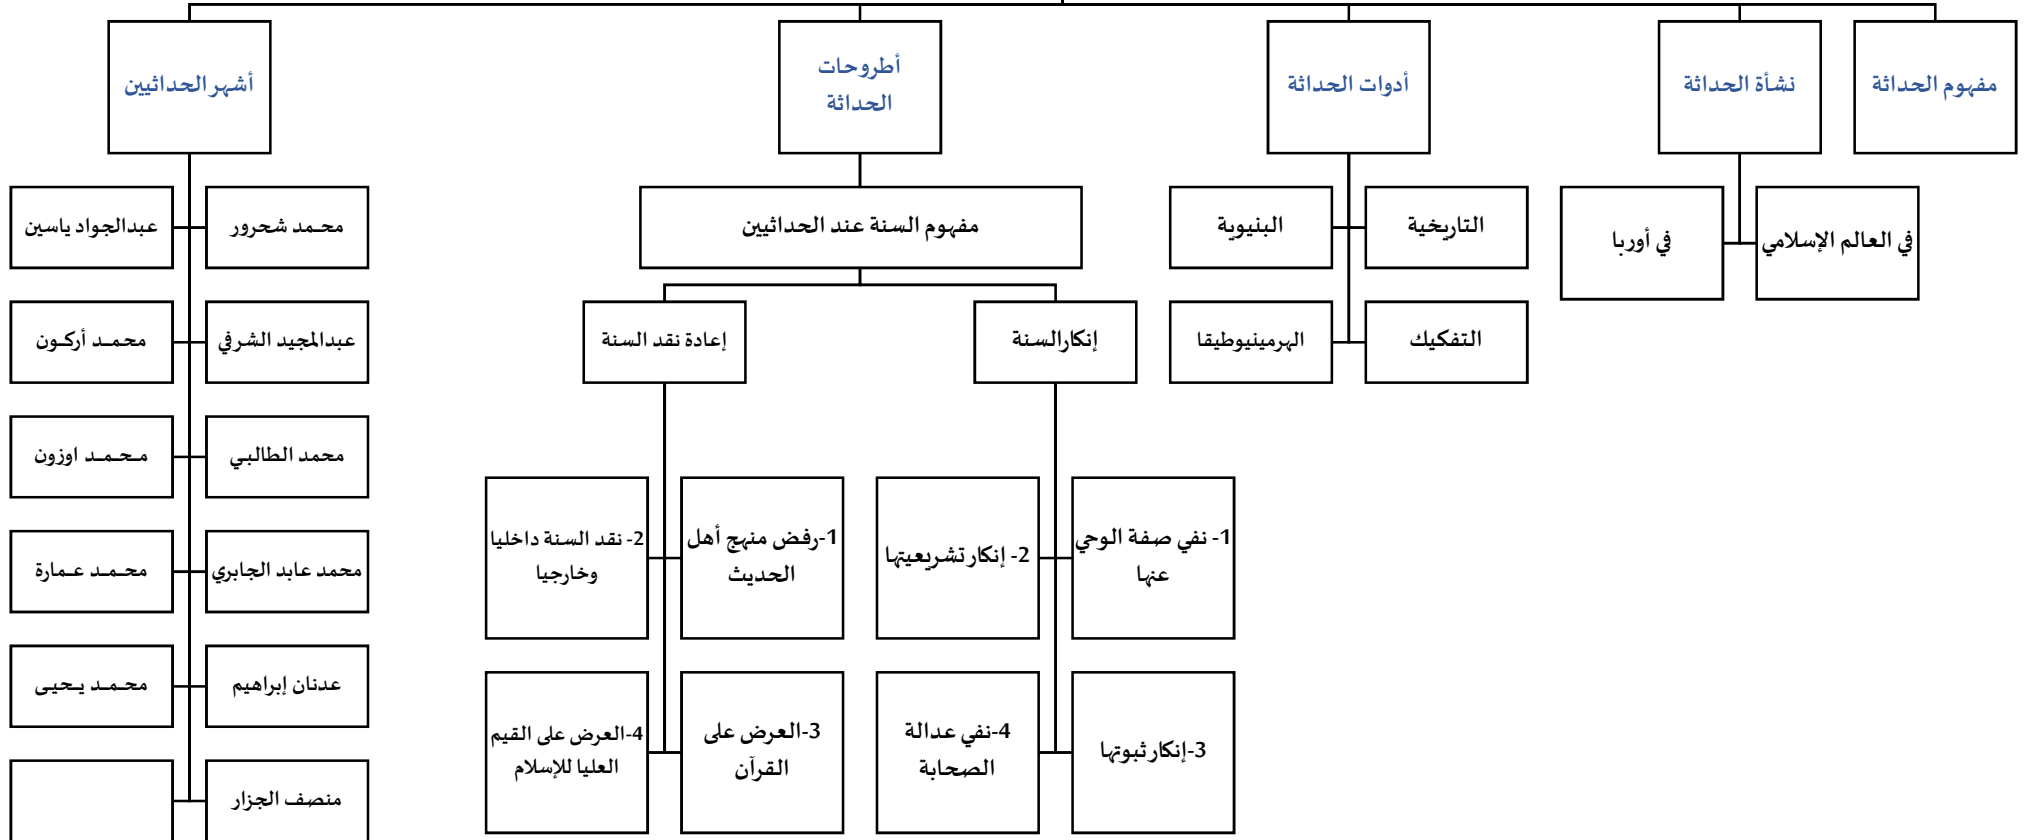 مفهوم الحداثة
نشأة الحداثة
أدوات الحداثة
أطروحات
الحداثة
أشهر الحداثيين
في العالم الإسلامي
في أوربا
التاريخية
البنيوية
التفكيك
الهرمينيوطيقا
مفهوم السنة عند الحداثيين
إنكارالسنة
إعادة نقد السنة
1- نفي صفة الوحي
عنها
2- إنكارتشريعيتها
3-إنكارثبوتها
4-نفي عدالة
الصحابة
1-رفض منهج أهل
الحديث
2- نقد السنة داخليا
وخارجيا
3-العرض على
القرآن
4-العرض على القيم
العليا للإسلام
محمد شحرور
عبدالجواد ياسين
عبدالمجيد الشرفي
محمد أركون
محمد الطالبي
محمد اوزون
محمد عابد الجابري
محمد عمارة
عدنان إبراهيم
محمد يحيى
منصف الجزار